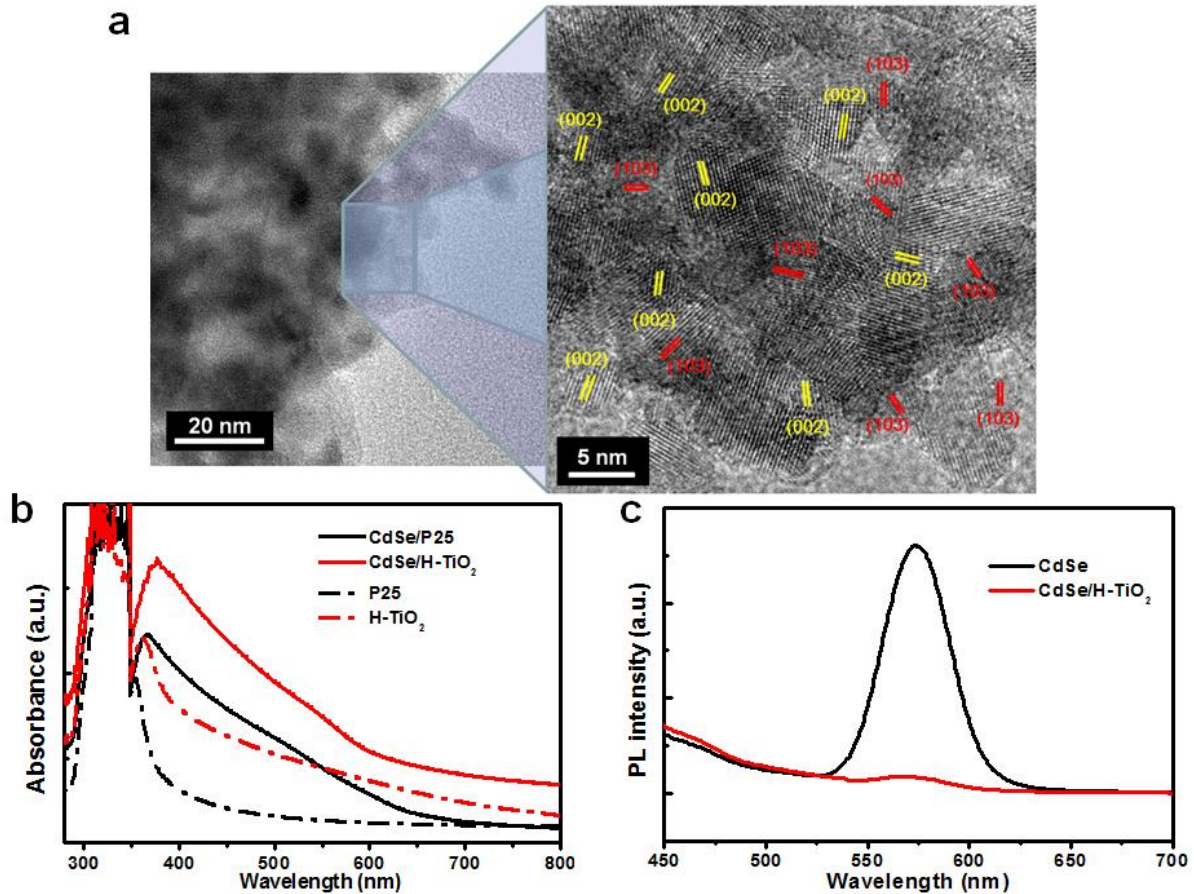 a
(103)
(002)
(002)
(002)
(103)
(002)
(103)
(103)
(002)
(103)
(002)
(103)
(002)
(002)
(103)
(103)
20 nm
5 nm
b
CdSe/P25
CdSe/H-TiO₂
P25
H-TiO₂
Absorbance (a.u.)
300 400 500 600 700 800
Wavelength (nm)
c
CdSe
CdSe/H-TiO₂
PL intensity (a.u.)
450 500 550 600 650 700
Wavelength (nm)